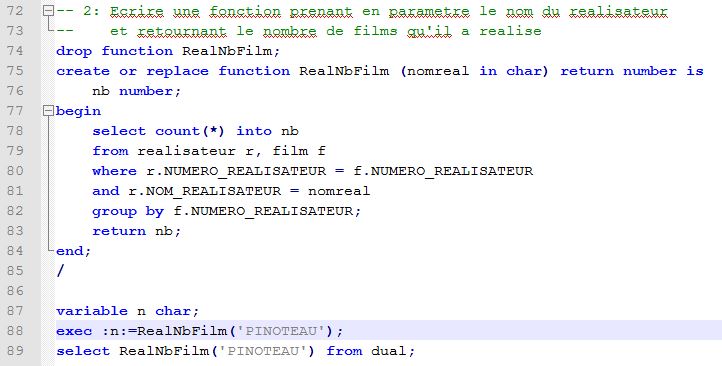 72 -- 2: Ecrire une fonction prenant en parametre le nom du realisateur
73 --    et retournant le nombre de films qu'il a realise
74 drop function RealNbFilm;
75 create or replace function RealNbFilm (nomreal in char) return number is
76     nb number;
77 begin
78     select count(*) into nb
79     from realisateur r, film f
80     where r.NUMERO_REALISATEUR = f.NUMERO_REALISATEUR
81     and r.NOM_REALISATEUR = nomreal
82     group by f.NUMERO_REALISATEUR;
83     return nb;
84 end;
85 /
86
87 variable n char;
88 exec :n:=RealNbFilm('PINOTEAU');
89 select RealNbFilm('PINOTEAU') from dual;